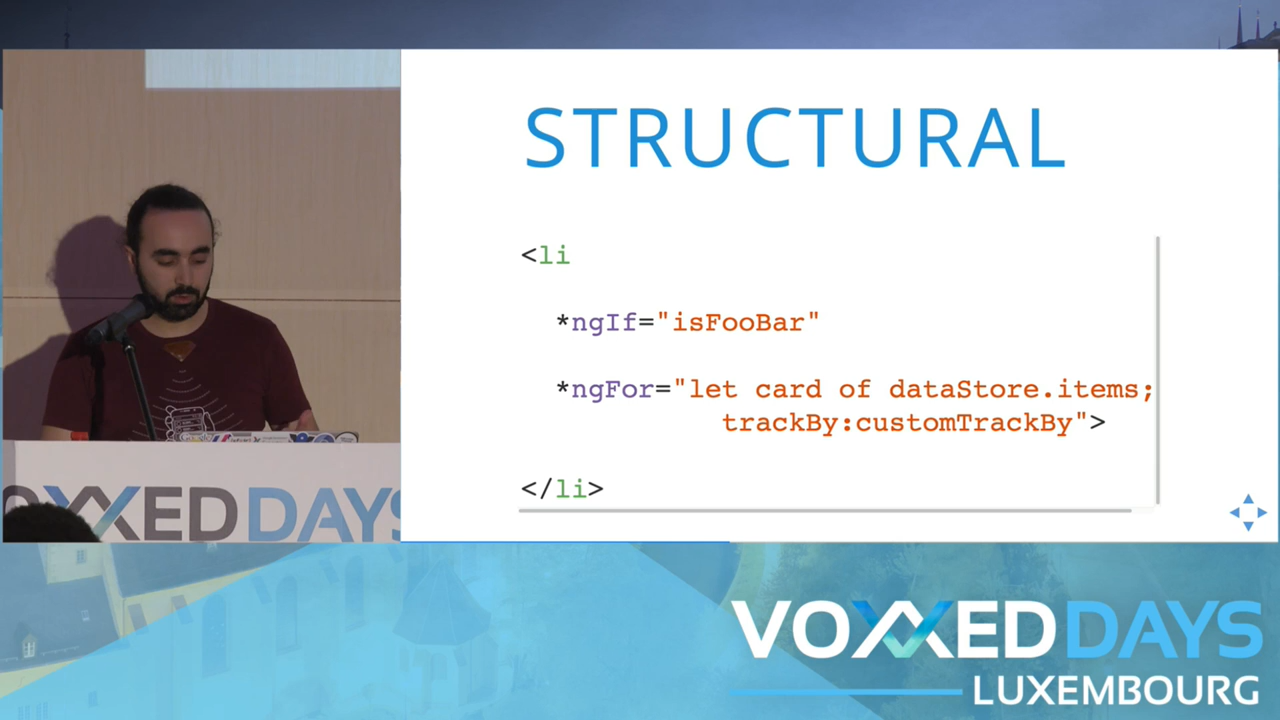 STRUCTURAL
<li
*ngIf="isFooBar"
*ngFor="let card of dataStore.items;
trackBy:customTrackBy">
</li>
VOXXED DAYS
VOXXED DAYS
LUXEMBOURG